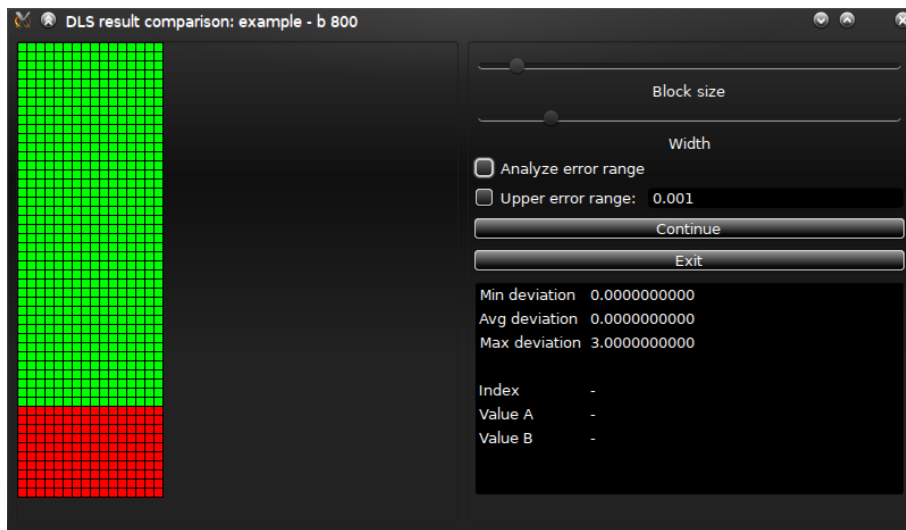 DLS result comparison: example - b 800
Block size
Width
Analyze error range
Upper error range: 0.001
Continue
Exit
Min deviation 0.0000000000
Avg deviation 0.0000000000
Max deviation 3.0000000000
Index -
Value A -
Value B -